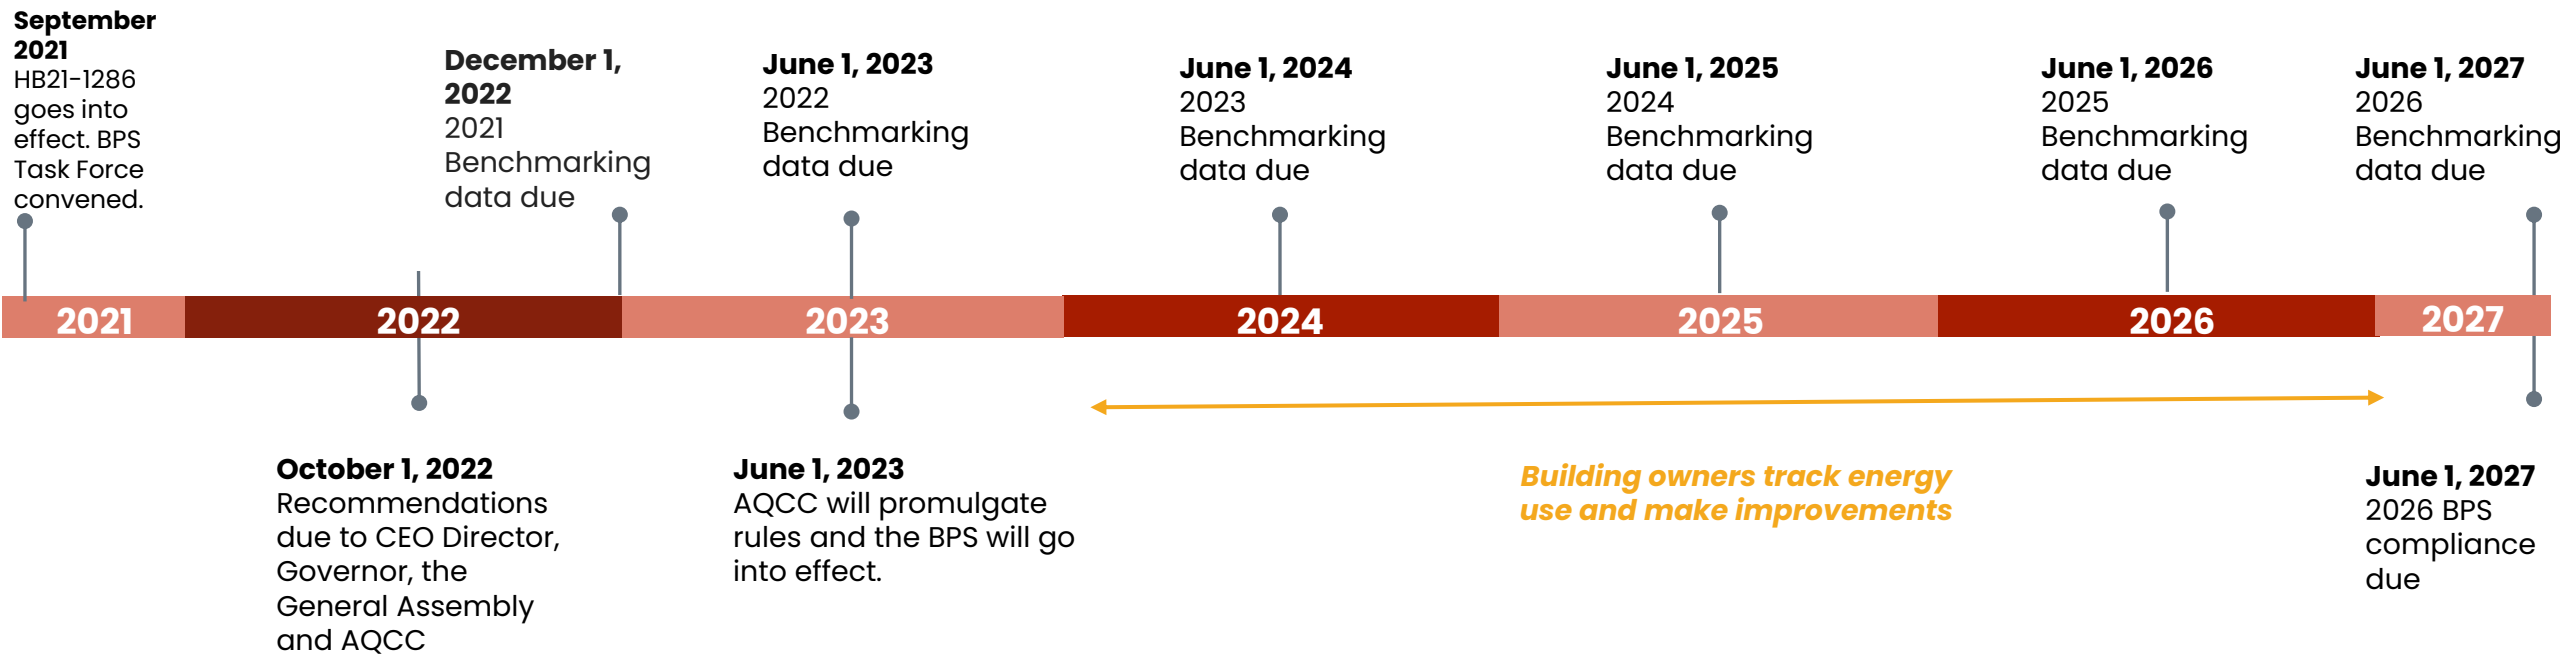 September
2021
HB21-1286
goes into
effect. BPS
Task Force
convened.
December 1,
2022
2021
Benchmarking
data due
June 1, 2023
2022
Benchmarking
data due
June 1, 2024
2023
Benchmarking
data due
June 1, 2025
2024
Benchmarking
data due
June 1, 2026
2025
Benchmarking
data due
June 1, 2027
2026
Benchmarking
data due
2021
2022
2023
2024
2025
2026
2027
October 1, 2022
Recommendations
due to CEO Director,
Governor, the
General Assembly
and AQCC
June 1, 2023
AQCC will promulgate
rules and the BPS will go
into effect.
Building owners track energy
use and make improvements
June 1, 2027
2026 BPS
compliance
due